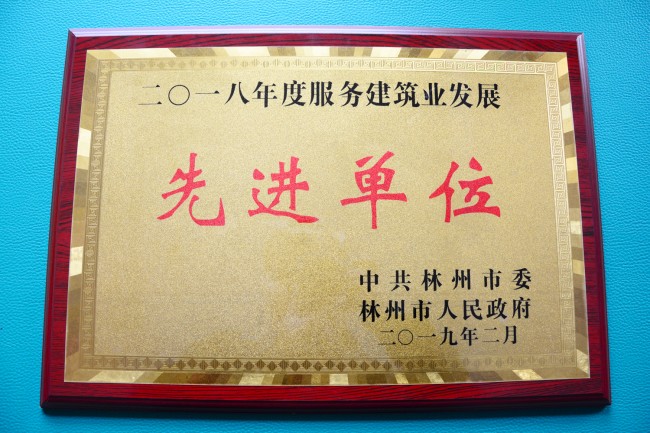 二〇一八年度服务建筑业发展
先进单位
中共林州市委
林州市人民政府
二〇一九年二月